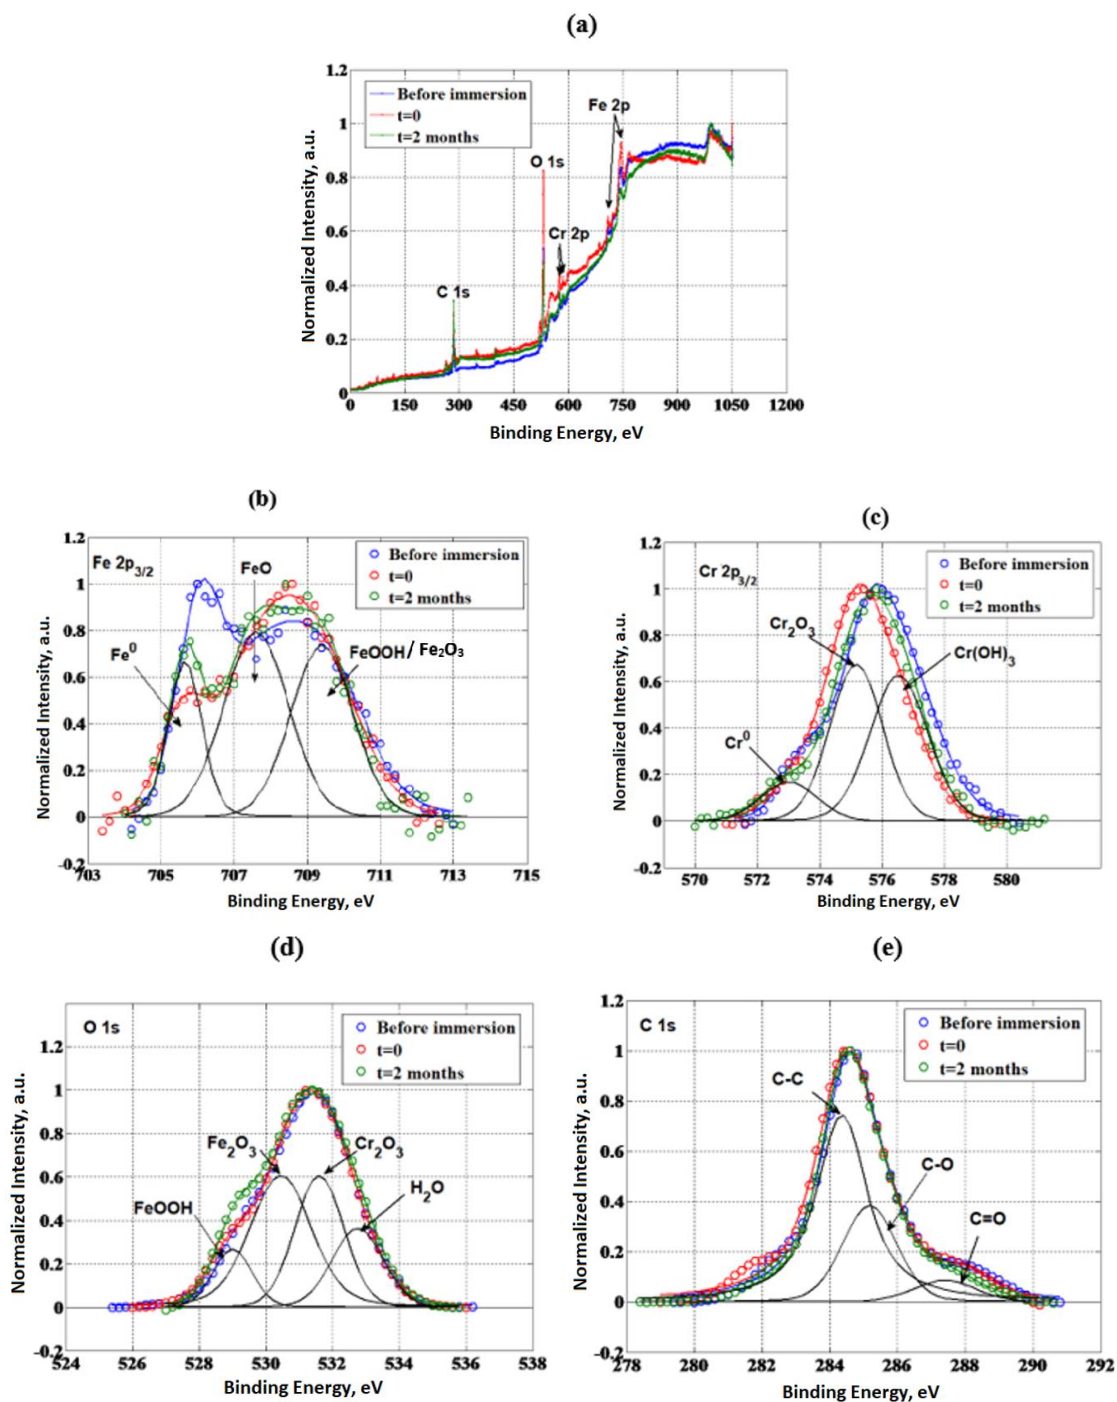 (a)
Normalized Intensity, a.u.
1.2
1
0.8
0.6
0.4
0.2
0
Before immersion
t=0
t=2 months
Fe 2p
O 1s
Cr 2p
C 1s
0 150 300 450 600 750 900 1050 1200
Binding Energy, eV
(b)
Normalized Intensity, a.u.
1.2
1
0.8
0.6
0.4
0.2
0
-0.2
Fe 2p3/2
Before immersion
t=0
t=2 months
FeO
Fe0
FeOOH / Fe2O3
703 705 707 709 711 713 715
Binding Energy, eV
(c)
Normalized Intensity, a.u.
1.2
1
0.8
0.6
0.4
0.2
0
-0.2
Cr 2p3/2
Before immersion
t=0
t=2 months
Cr2O3
Cr(OH)3
Cr0
570 572 574 576 578 580
Binding Energy, eV
(d)
Normalized Intensity, a.u.
1.2
1
0.8
0.6
0.4
0.2
0
-0.2
O 1s
Before immersion
t=0
t=2 months
Fe2O3
Cr2O3
H2O
FeOOH
524 526 528 530 532 534 536 538
Binding Energy, eV
(e)
Normalized Intensity, a.u.
1.2
1
0.8
0.6
0.4
0.2
0
-0.2
C 1s
Before immersion
t=0
t=2 months
C-C
C-O
C=O
278 280 282 284 286 288 290 292
Binding Energy, eV